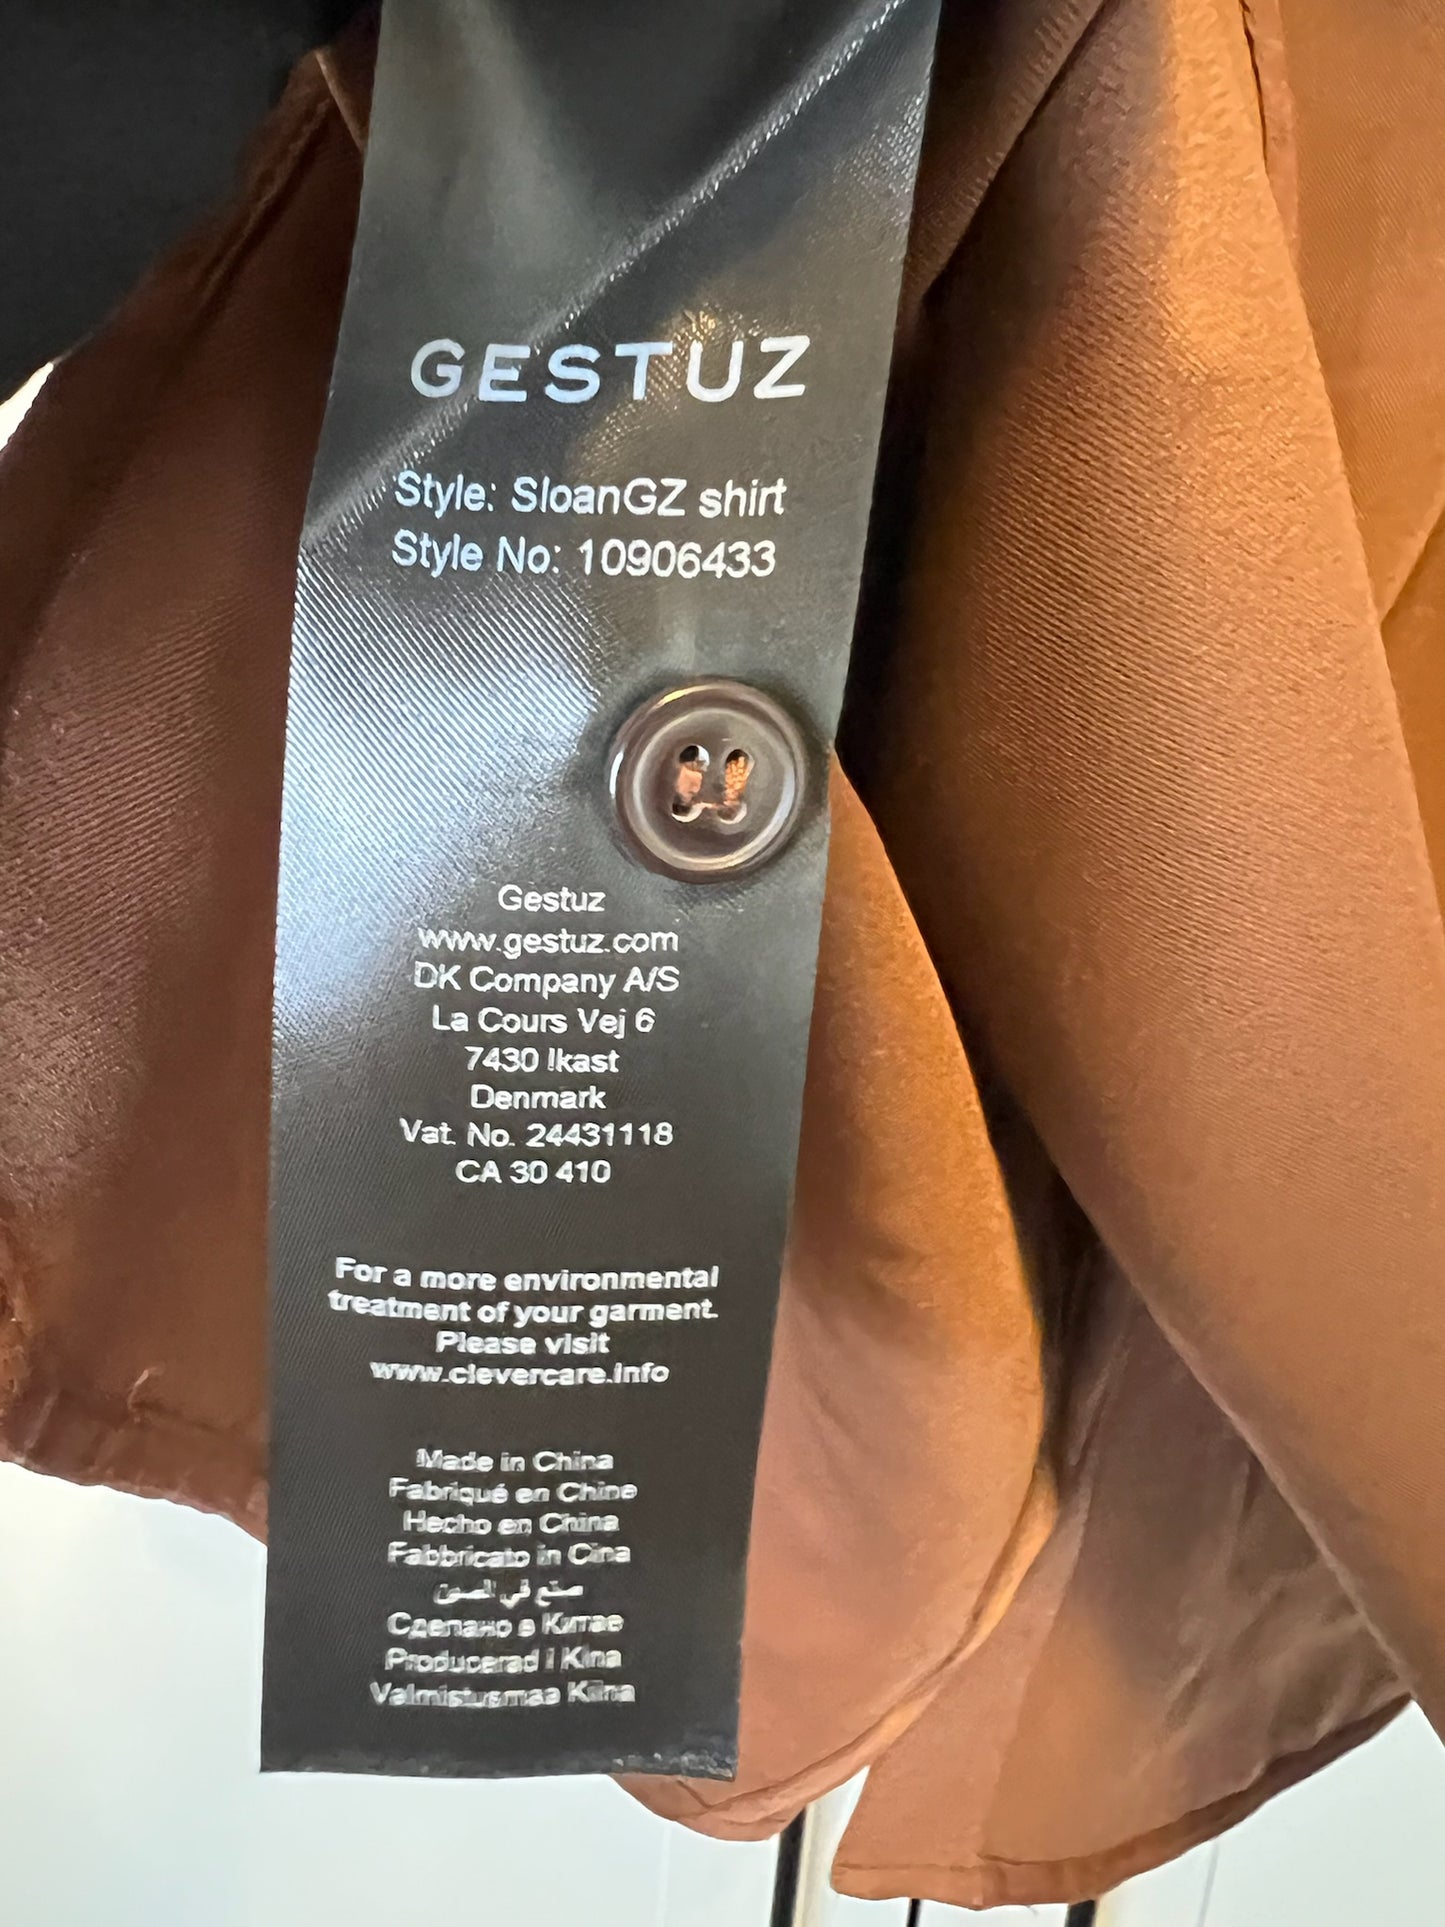 GESTUZ
Style: SloanGZ shirt
Style No: 10906433
Gestuz
www.gestuz.com
DK Company A/S
La Cours Vej 6
7430 Ikast
Denmark
Vat. No. 24431118
CA 30 410
For a more environmental
treatment of your garment.
Please visit
www.clevercare.info
Made in China
Fabriqué en Chine
Hecho en China
Fabbricato in Cina
صنع في الصين
Сделано в Китае
Producerad i Kina
Valmistusmaa Kiina